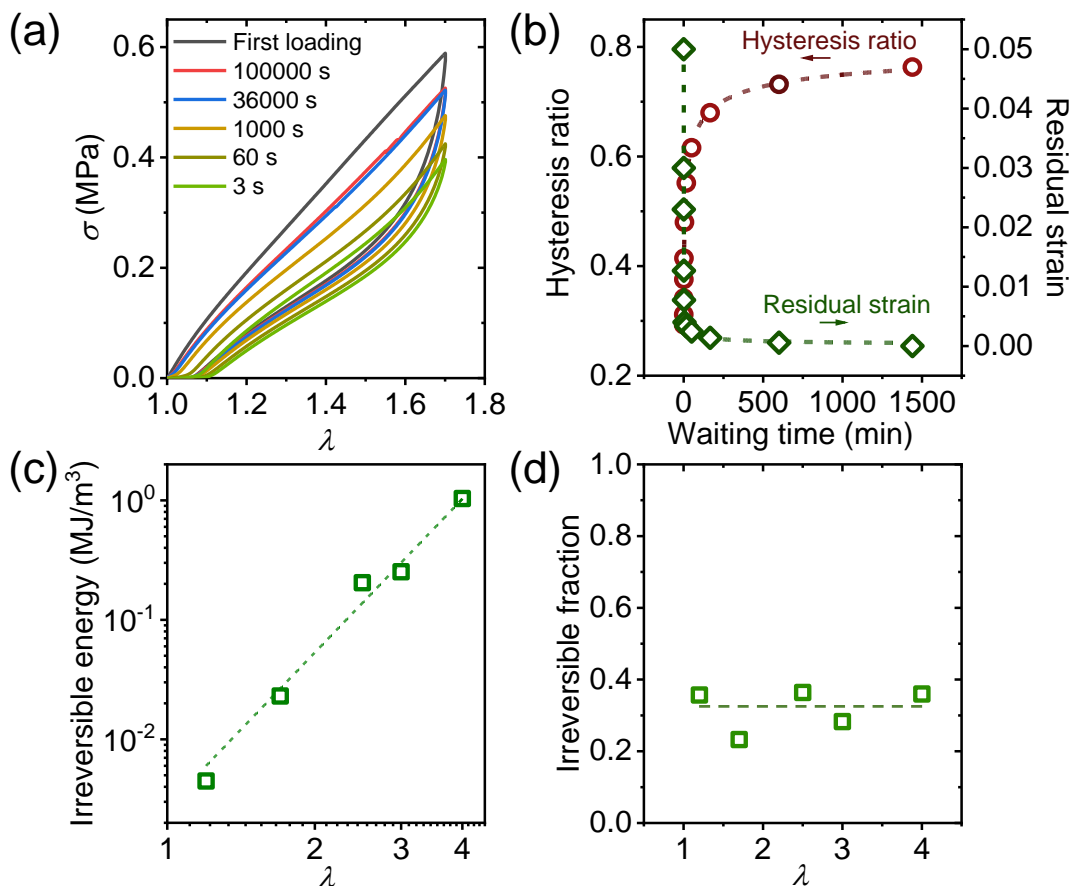 (a)
First loading
100000 s
36000 s
1000 s
60 s
3 s
σ (MPa)
0.6
0.4
0.2
0.0
1.0 1.2 1.4 1.6 1.8
λ
(b)
Hysteresis ratio
Residual strain
Hysteresis ratio
0.8
0.6
0.4
0.2
Residual strain
0.05
0.04
0.03
0.02
0.01
0.00
0 500 1000 1500
Waiting time (min)
(c)
Irreversible energy (MJ/m³)
10⁰
10⁻¹
10⁻²
1 2 3 4
λ
(d)
Irreversible fraction
1.0
0.8
0.6
0.4
0.2
0.0
1 2 3 4
λ